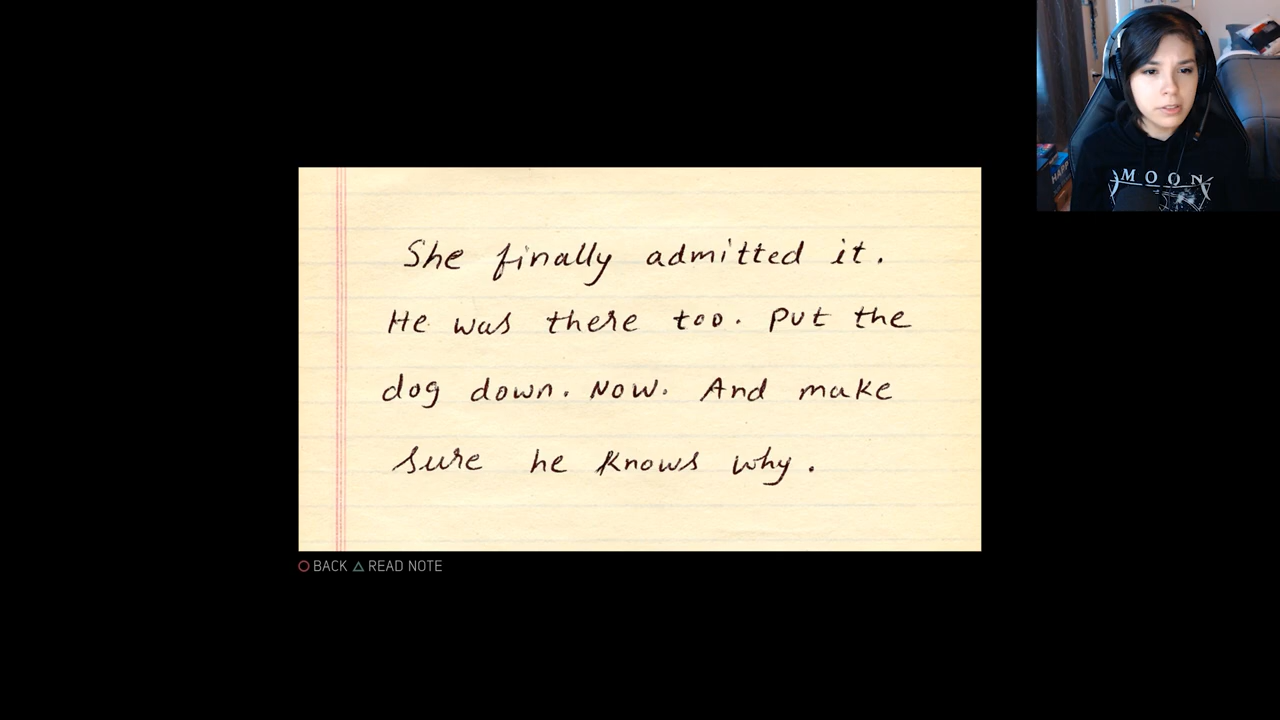 She finally admitted it.
He was there too. Put the
dog down. Now. And make
sure he knows why.
BACK READ NOTE
MOON
HAPP